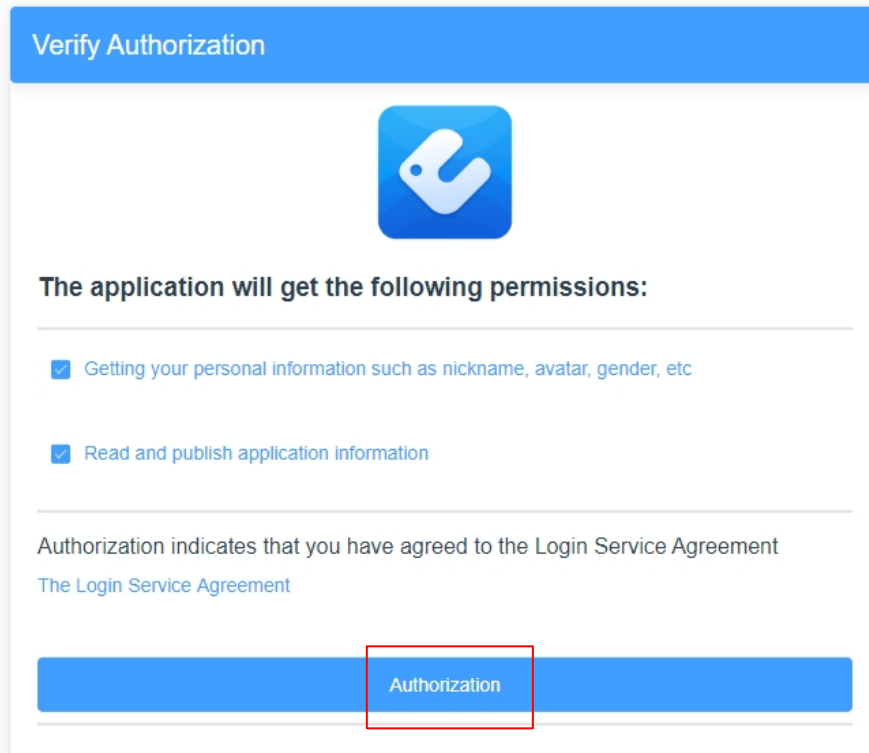 Verify Authorization
The application will get the following permissions:
Getting your personal information such as nickname, avatar, gender, etc
Read and publish application information
Authorization indicates that you have agreed to the Login Service Agreement
The Login Service Agreement
Authorization